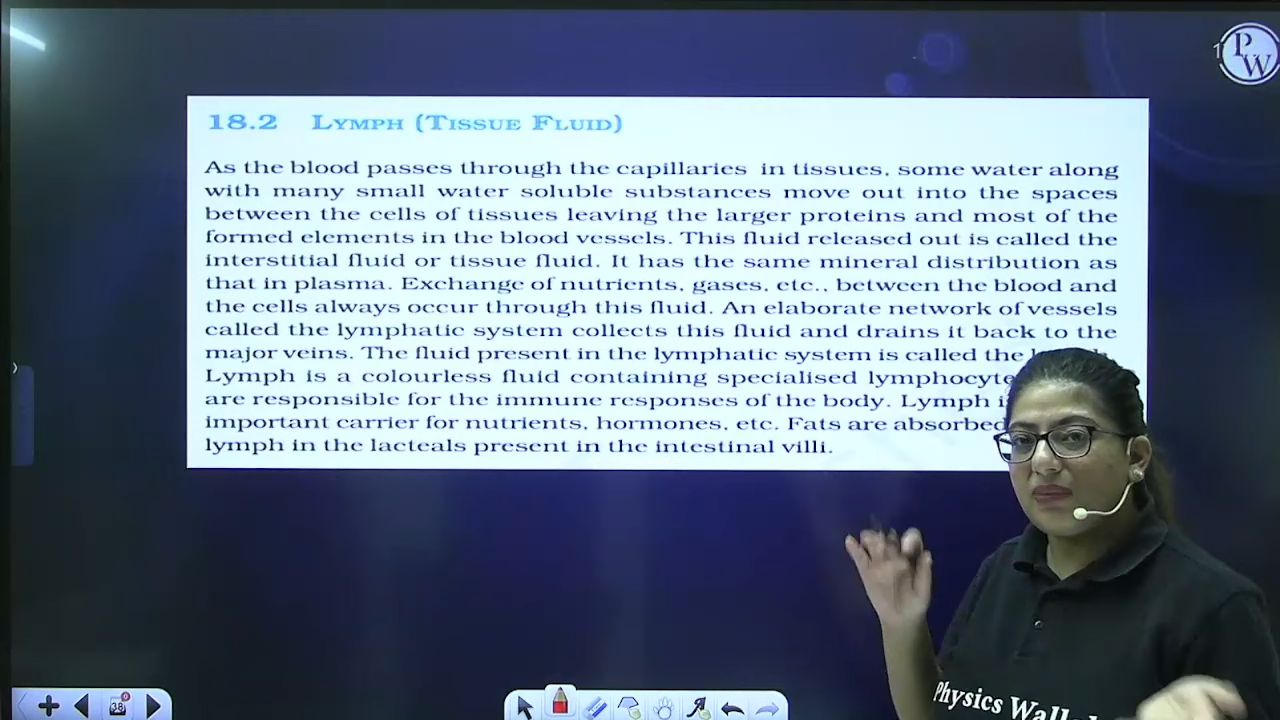 PW
18.2 LYMPH (TISSUE FLUID)
As the blood passes through the capillaries in tissues, some water along
with many small water soluble substances move out into the spaces
between the cells of tissues leaving the larger proteins and most of the
formed elements in the blood vessels. This fluid released out is called the
interstitial fluid or tissue fluid. It has the same mineral distribution as
that in plasma. Exchange of nutrients, gases, etc., between the blood and
the cells always occur through this fluid. An elaborate network of vessels
called the lymphatic system collects this fluid and drains it back to the
major veins. The fluid present in the lymphatic system is called the
Lymph is a colourless fluid containing specialised
are responsible for the immune responses of the body. Lymph
important carrier for nutrients, hormones, etc. Fats are absorbed
lymph in the lacteals present in the intestinal villi.
38
Physics